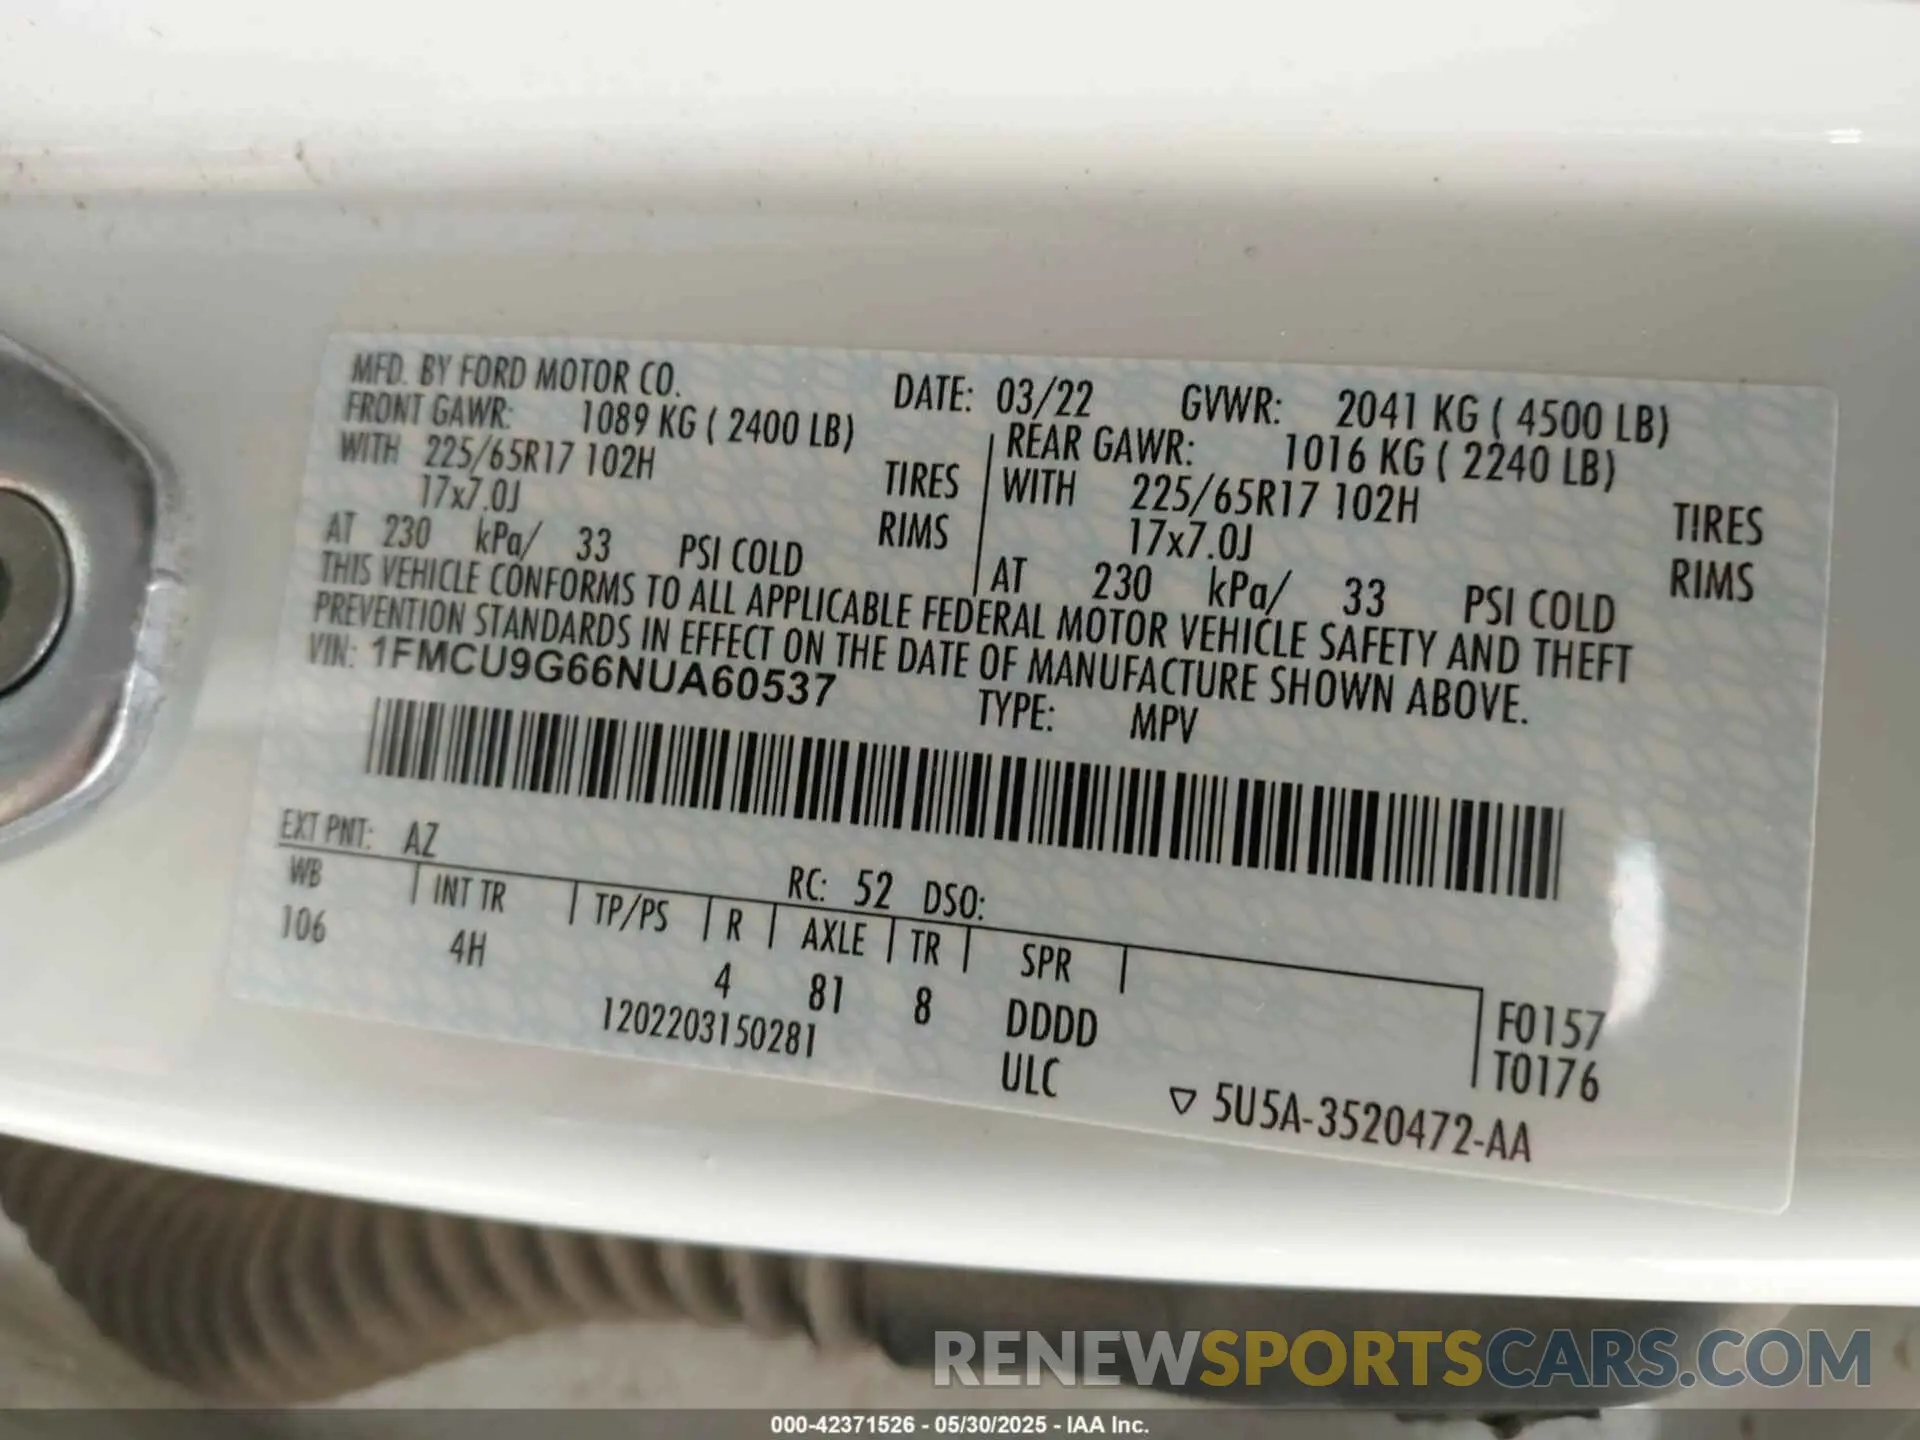 MFD. BY FORD MOTOR CO. DATE: 03/22 GVWR: 2041 KG ( 4500 LB)
FRONT GAWR: 1089 KG ( 2400 LB) REAR GAWR: 1016 KG ( 2240 LB)
WITH 225/65R17 102H TIRES WITH 225/65R17 102H TIRES
17x7.0J RIMS 17x7.0J RIMS
AT 230 kPa/ 33 PSI COLD AT 230 kPa/ 33 PSI COLD
THIS VEHICLE CONFORMS TO ALL APPLICABLE FEDERAL MOTOR VEHICLE SAFETY AND THEFT
PREVENTION STANDARDS IN EFFECT ON THE DATE OF MANUFACTURE SHOWN ABOVE.
VIN: 1FMCU9G66NUA60537 TYPE: MPV
EXT PNT: AZ RC: 52 DSO:
WB INT TR TP/PS R AXLE TR SPR
106 4H 4 81 8 DDDD F0157
1202203150281 ULC T0176
▽ 5U5A-3520472-AA
RENEWSPORTSCARS.COM
000-42371526 - 05/30/2025 - IAA Inc.